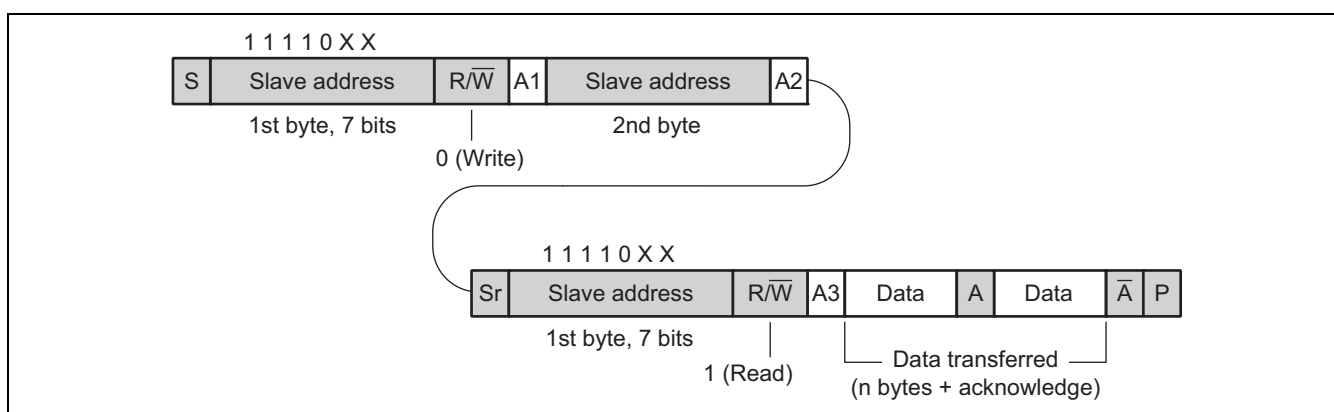 1 1 1 1 0 X X
S Slave address R/W̅ A1 Slave address A2
1st byte, 7 bits 2nd byte
0 (Write)
1 1 1 1 0 X X
Sr Slave address R/W̅ A3 Data A Data A̅ P
1st byte, 7 bits
1 (Read)
Data transferred
(n bytes + acknowledge)